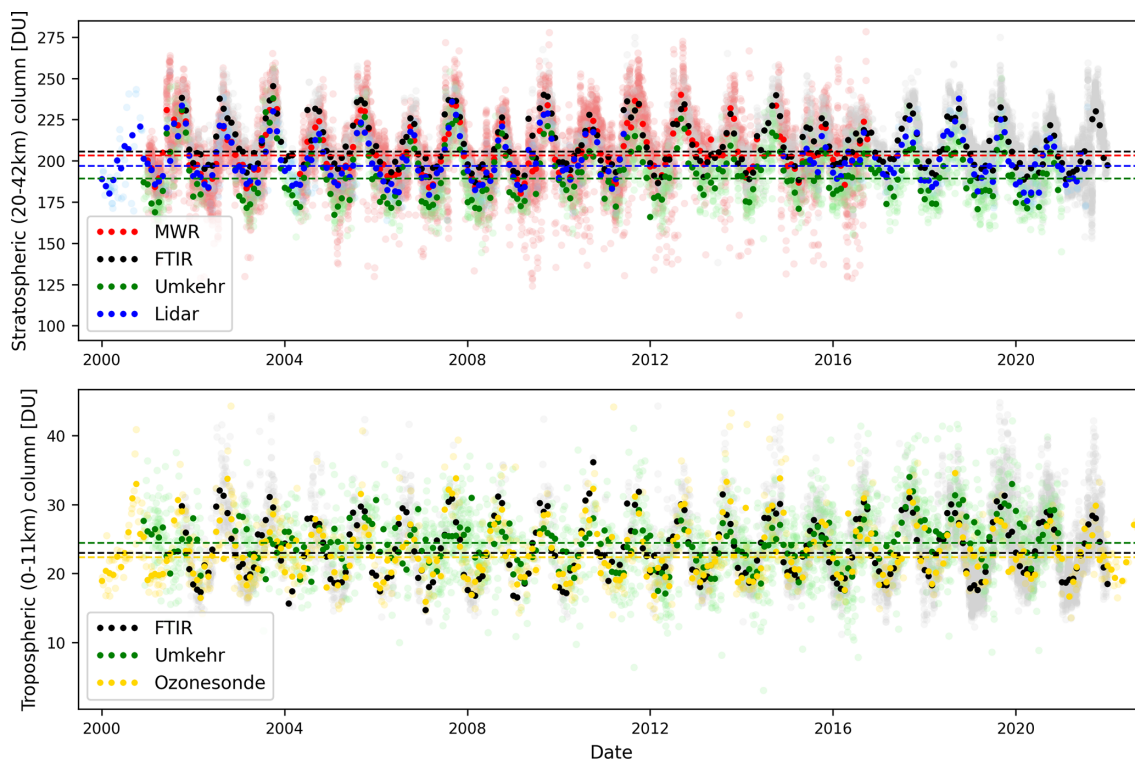 Stratospheric (20-42km) column [DU]
275
250
225
200
175
150
125
100
MWR
FTIR
Umkehr
Lidar
2000 2004 2008 2012 2016 2020
Tropospheric (0-11km) column [DU]
40
30
20
10
FTIR
Umkehr
Ozonesonde
2000 2004 2008 2012 2016 2020
Date